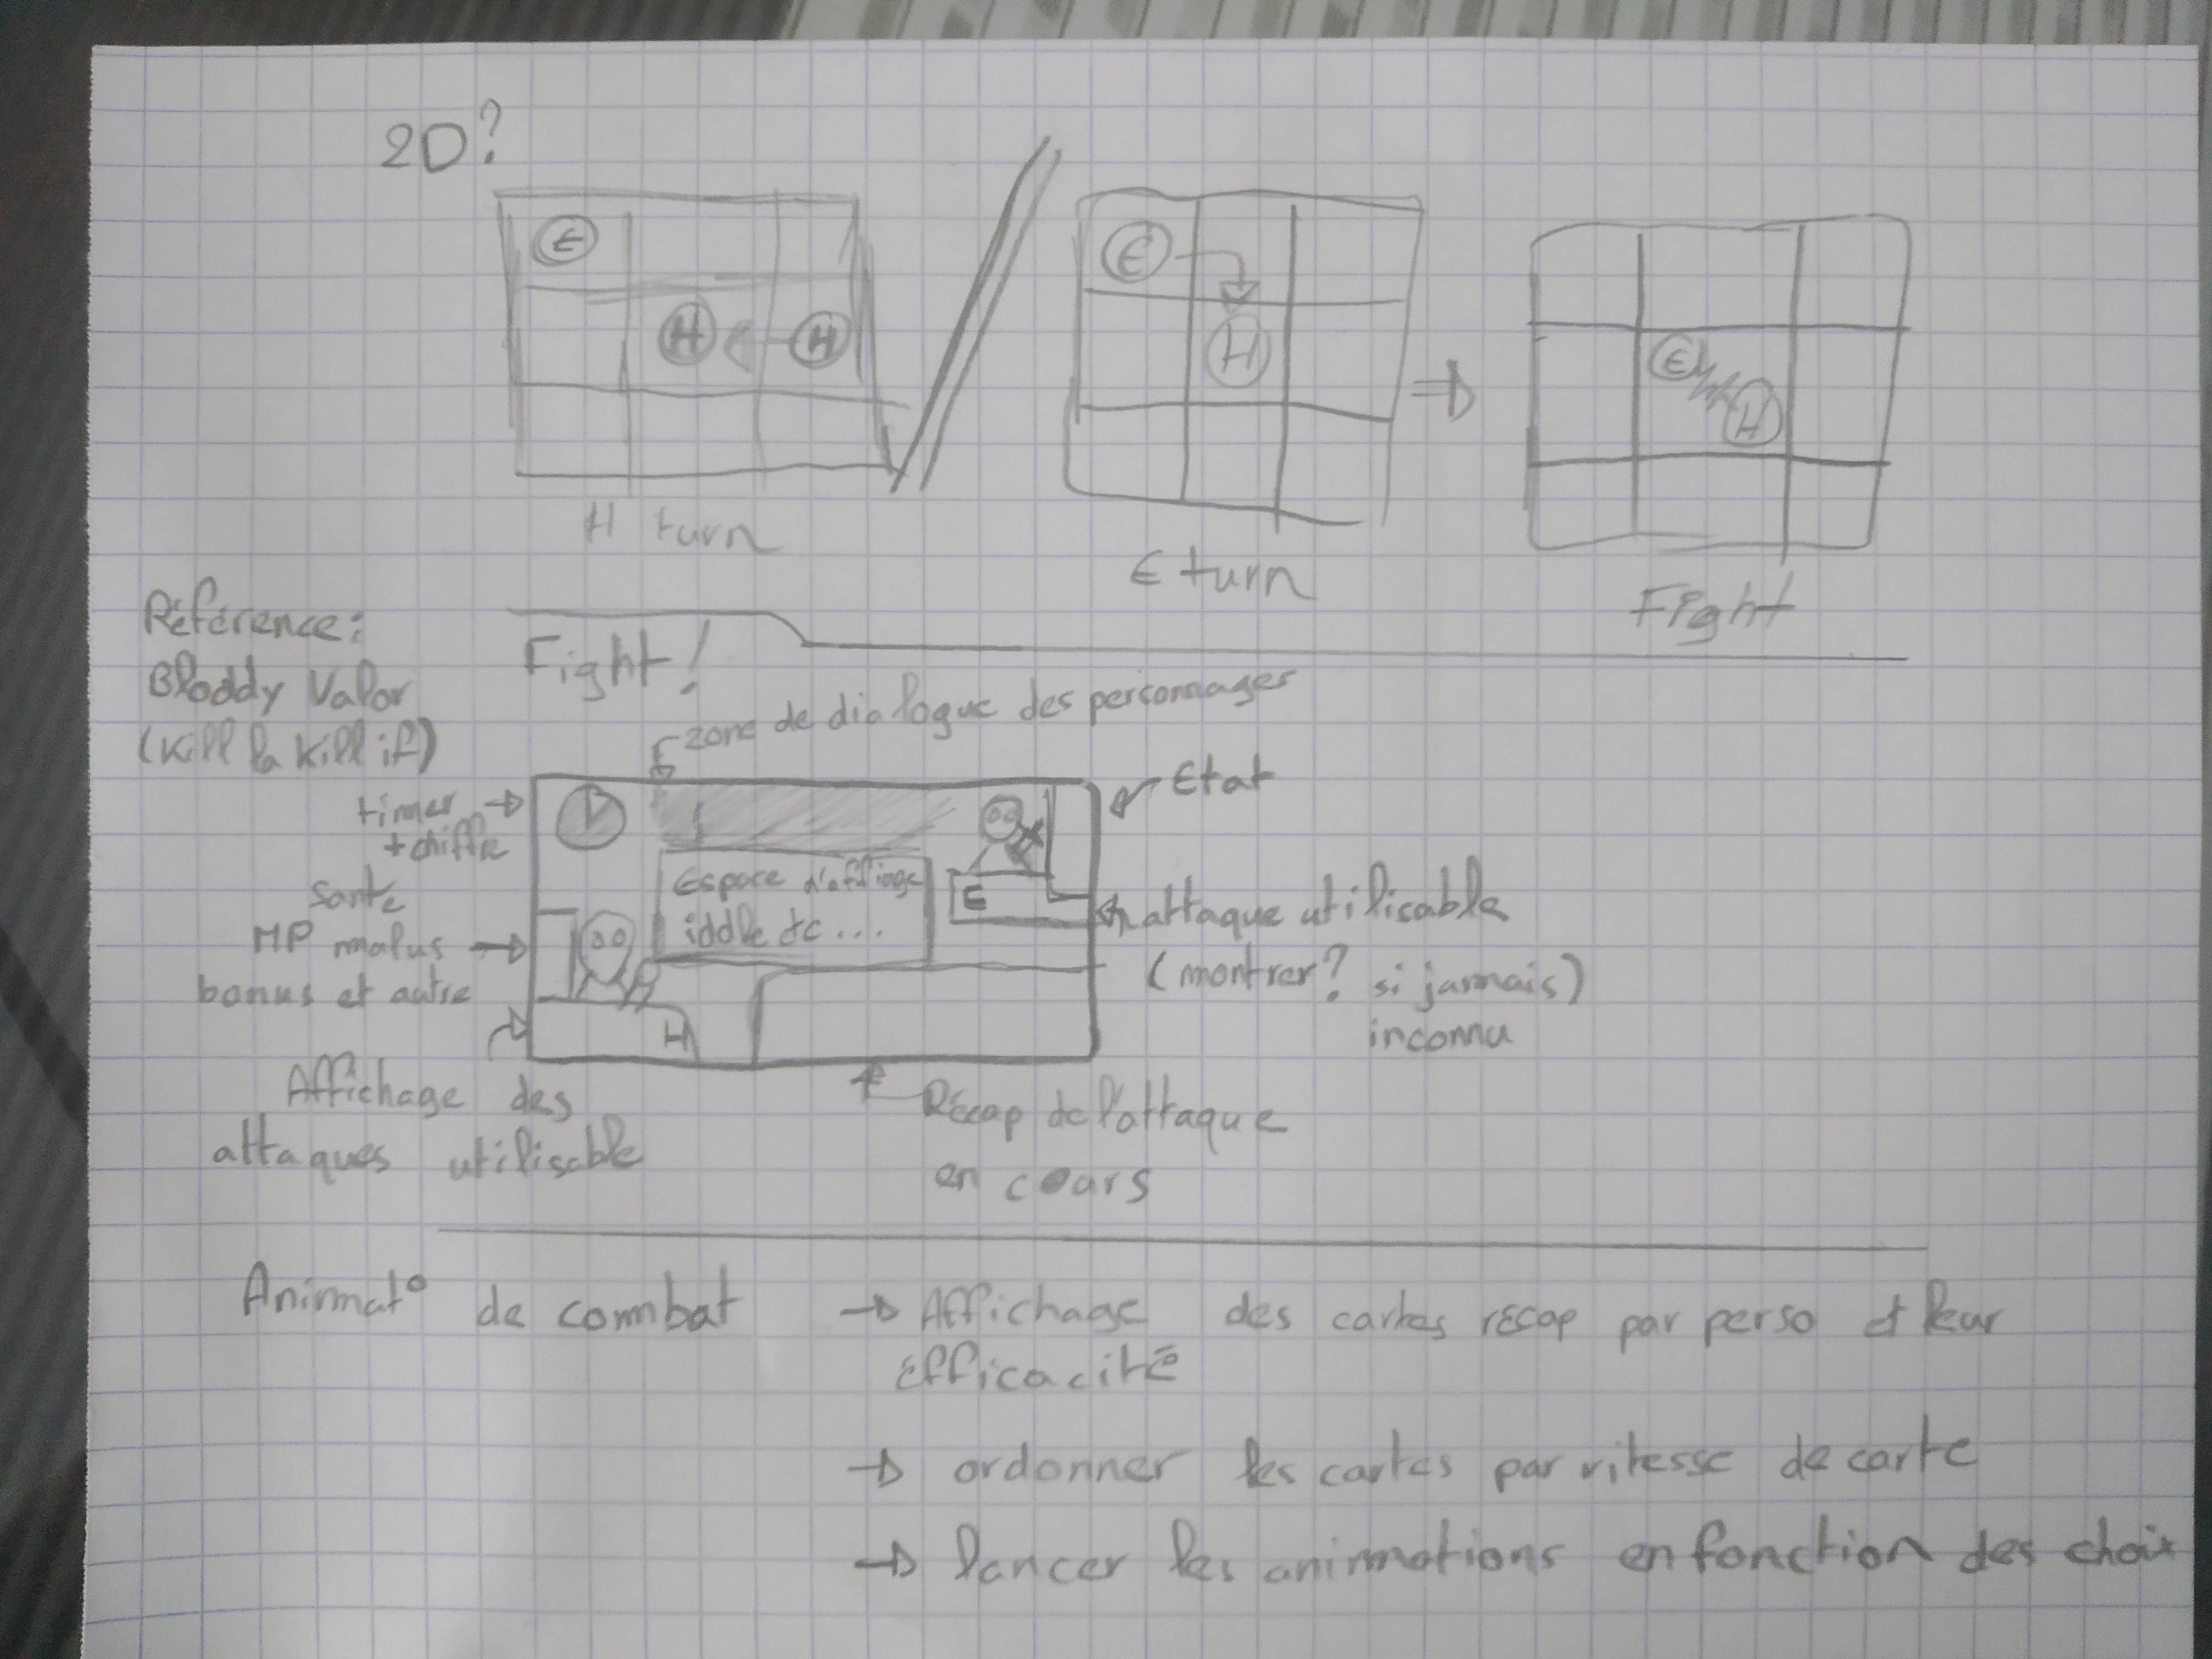 2D?
E
H
H
H turn
E
H
E turn
E
H
Fight
Référence:
Bloddy Valor
(Kill la Kill if)
Fight!
zone de dialogue des personnages
timer
+ chiffre
Etat
Espace d'affiage
iddle etc...
E
H
santé
MP malus
bonus et autre
attaque utilisable
(montrer? si jamais)
inconnu
Affichage des
attaques utilisable
Récap de l'attaque
en cours
Animat° de combat → Affichage des cartes récap par perso et leur
efficacité
→ ordonner les cartes par vitesse de carte
→ lancer les animations en fonction des choix